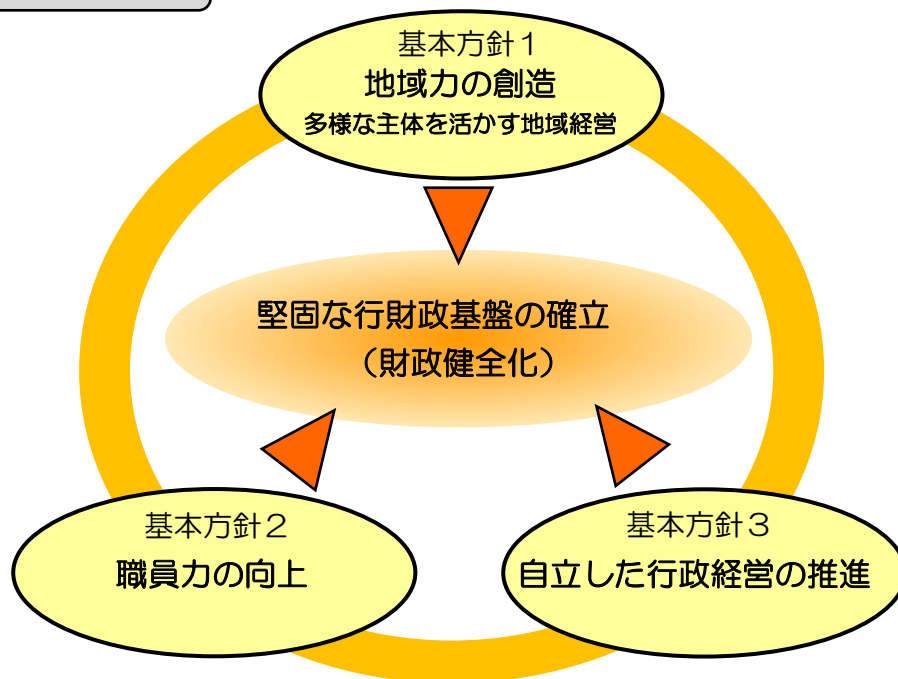 基本方針１
地域力の創造
多様な主体を活かす地域経営
堅固な行財政基盤の確立
（財政健全化）
基本方針２
職員力の向上
基本方針３
自立した行政経営の推進